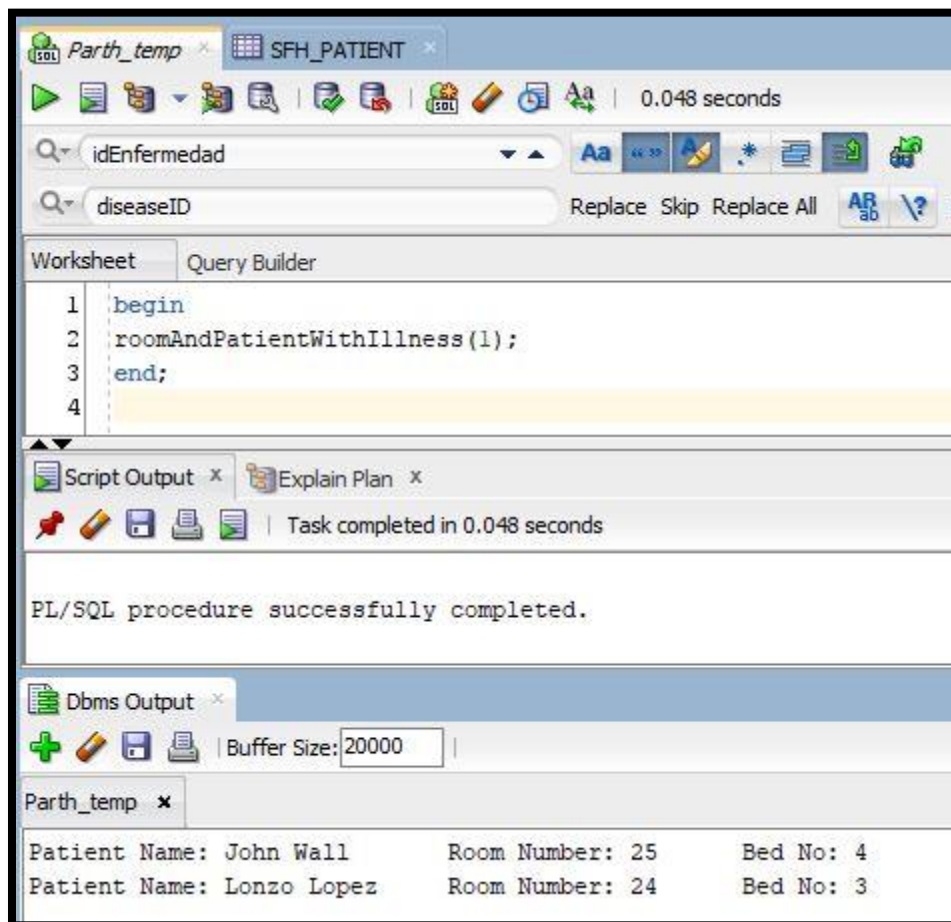 Parth_temp SFH_PATIENT
SQL 0.048 seconds
idEnfermedad Aa “ ” .*
diseaseID Replace Skip Replace All AB ab \?
Worksheet Query Builder
1 begin
2 roomAndPatientWithIllness(1);
3 end;
4
Script Output x Explain Plan x
Task completed in 0.048 seconds
PL/SQL procedure successfully completed.
Dbms Output
Buffer Size: 20000
Parth_temp x
Patient Name: John Wall Room Number: 25 Bed No: 4
Patient Name: Lonzo Lopez Room Number: 24 Bed No: 3